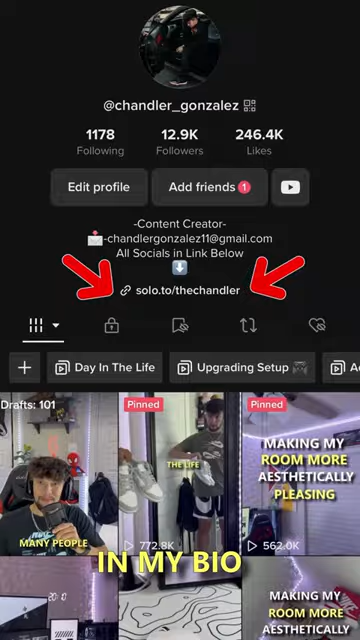 @chandler_gonzalez
1178
12.9K
246.4K
Following
Followers
Likes
Edit profile
Add friends 1
-Content Creator-
-chandlergonzalez11@gmail.com
All Socials in Link Below
solo.to/thechandler
Day In The Life
Upgrading Setup
Drafts: 101
Pinned
Pinned
MANY PEOPLE
THE LIFE
772.8K
MAKING MY
ROOM MORE
AESTHETICALLY
PLEASING
562.0K
IN MY BIO
20:10
MAKING MY
ROOM MORE
AESTHETICALLY